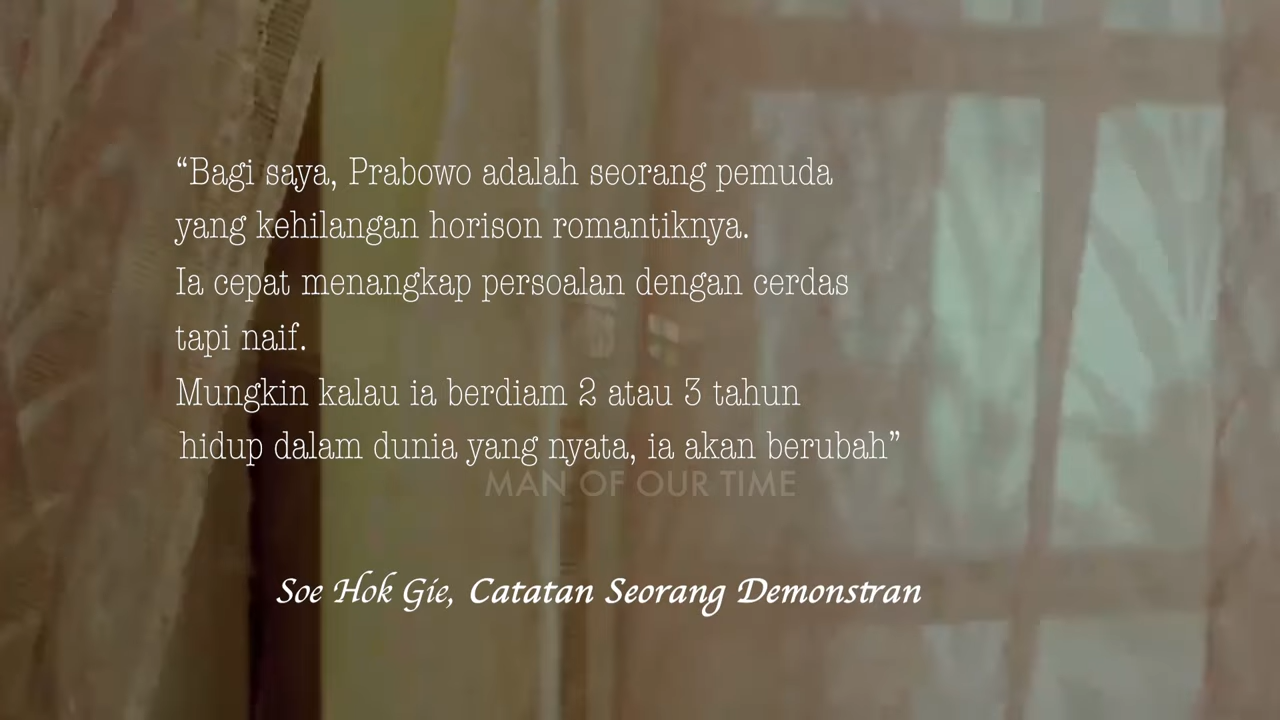 “Bagi saya, Prabowo adalah seorang pemuda
yang kehilangan horison romantiknya.
Ia cepat menangkap persoalan dengan cerdas
tapi naif.
Mungkin kalau ia berdiam 2 atau 3 tahun
hidup dalam dunia yang nyata, ia akan berubah”
MAN OF OUR TIME
Soe Hok Gie, Catatan Seorang Demonstran